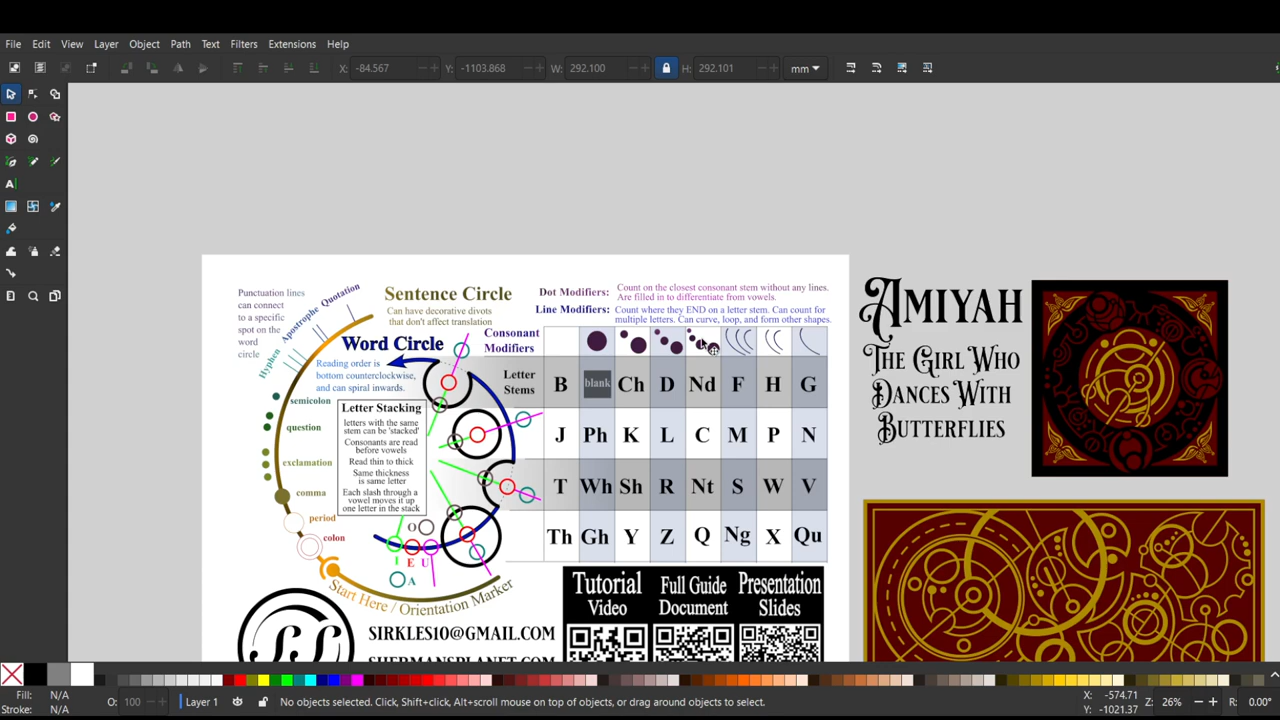 File Edit View Layer Object Path Text Filters Extensions Help
X: -84.567 Y: -1103.868 W: 292.100 H: 292.101 mm
Punctuation lines
can connect
to a specific
spot on the
word
circle
Hyphen
Apostrophe
Quotation
semicolon
question
exclamation
comma
period
colon
Start Here / Orientation Marker
Sentence Circle
Can have decorative divots
that don't affect translation
Word Circle
Reading order is
bottom counterclockwise,
and can spiral inwards.
Letter Stacking
letters with the same
stem can be 'stacked'
Consonants are read
before vowels
Read thin to thick
Same thickness
is same letter
Each slash through a
vowel moves it up
one letter in the stack
O
I E U
A
Dot Modifiers: Count on the closest consonant stem without any lines.
Are filled in to differentiate from vowels.
Line Modifiers: Count where they END on a letter stem. Can count for
multiple letters. Can curve, loop, and form other shapes.
Consonant
Modifiers
Letter
Stems
B blank Ch D Nd F H G
J Ph K L C M P N
T Wh Sh R Nt S W V
Th Gh Y Z Q Ng X Qu
Tutorial
Video
Full Guide
Document
Presentation
Slides
SIRKLES10@GMAIL.COM
SHERMANSPLANET.COM
Amiyah
The Girl Who
Dances With
Butterflies
Fill: N/A
Stroke: N/A
O: 100
Layer 1
No objects selected. Click, Shift+click, Alt+scroll mouse on top of objects, or drag around objects to select.
X: -574.71
Y: -1021.37
Z: 26%
R: 0.00°